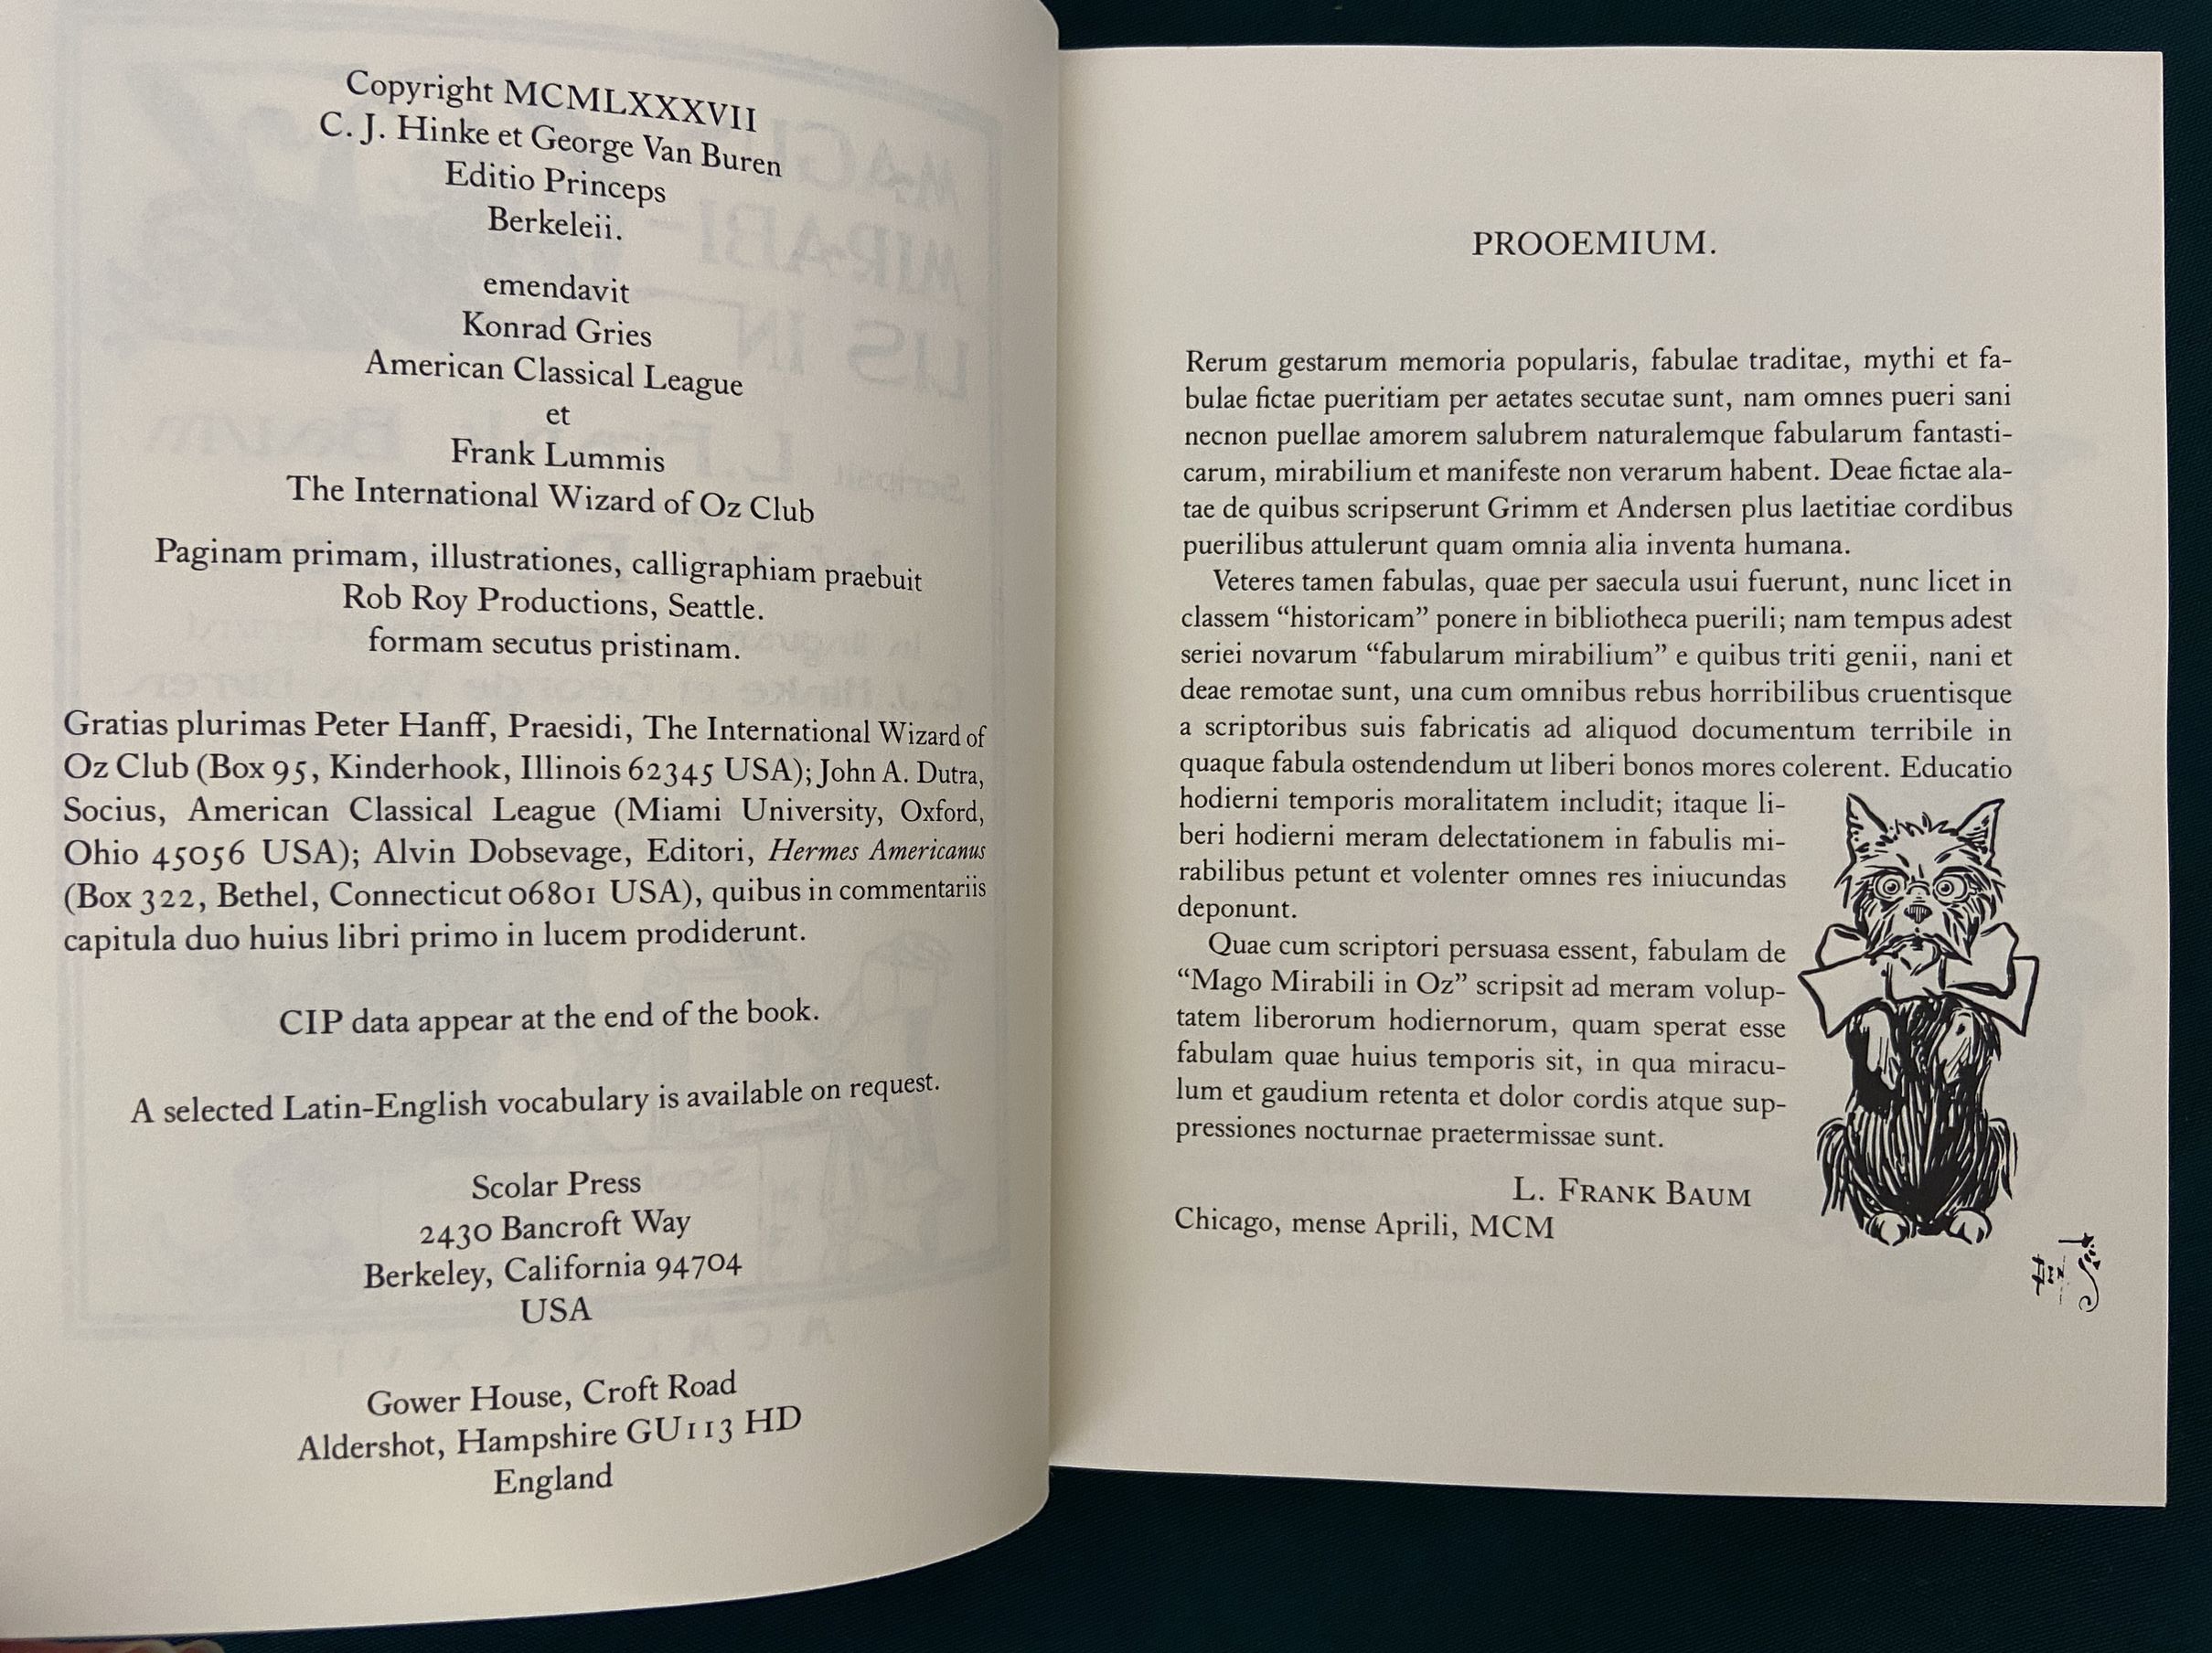 Copyright MCMLXXXVII
C. J. Hinke et George Van Buren
Editio Princeps
Berkeleii.
emendavit
Konrad Gries
American Classical League
et
Frank Lummis
The International Wizard of Oz Club
Paginam primam, illustrationes, calligraphiam praebuit
Rob Roy Productions, Seattle.
formam secutus pristinam.
Gratias plurimas Peter Hanff, Praesidi, The International Wizard of
Oz Club (Box 95, Kinderhook, Illinois 62345 USA); John A. Dutra,
Socius, American Classical League (Miami University, Oxford,
Ohio 45056 USA); Alvin Dobsevage, Editori, Hermes Americanus
(Box 322, Bethel, Connecticut 06801 USA), quibus in commentariis
capitula duo huius libri primo in lucem prodiderunt.
CIP data appear at the end of the book.
A selected Latin-English vocabulary is available on request.
Scolar Press
2430 Bancroft Way
Berkeley, California 94704
USA
Gower House, Croft Road
Aldershot, Hampshire GU113 HD
England
PROOEMIUM.
Rerum gestarum memoria popularis, fabulae traditae, mythi et fa-
bulae fictae pueritiam per aetates secutae sunt, nam omnes pueri sani
necnon puellae amorem salubrem naturalemque fabularum fantasti-
carum, mirabilium et manifeste non verarum habent. Deae fictae ala-
tae de quibus scripserunt Grimm et Andersen plus laetitiae cordibus
puerilibus attulerunt quam omnia alia inventa humana.
Veteres tamen fabulas, quae per saecula usui fuerunt, nunc licet in
classem “historicam” ponere in bibliotheca puerili; nam tempus adest
seriei novarum “fabularum mirabilium” e quibus triti genii, nani et
deae remotae sunt, una cum omnibus rebus horribilibus cruentisque
a scriptoribus suis fabricatis ad aliquod documentum terribile in
quaque fabula ostendendum ut liberi bonos mores colerent. Educatio
hodierni temporis moralitatem includit; itaque li-
beri hodierni meram delectationem in fabulis mi-
rabilibus petunt et volenter omnes res iniucundas
deponunt.
Quae cum scriptori persuasa essent, fabulam de
“Mago Mirabili in Oz” scripsit ad meram volup-
tatem liberorum hodiernorum, quam sperat esse
fabulam quae huius temporis sit, in qua miracu-
lum et gaudium retenta et dolor cordis atque sup-
pressiones nocturnae praetermissae sunt.
L. FRANK BAUM
Chicago, mense Aprili, MCM